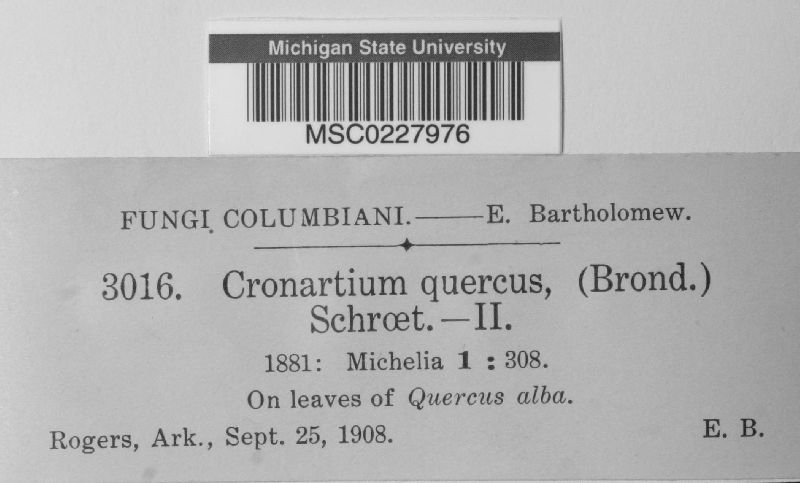 Michigan State University
MSC0227976
FUNGI COLUMBIANI.——E. Bartholomew.
3016. Cronartium quercus, (Brond.)
Schrœt.—II.
1881: Michelia 1 : 308.
On leaves of Quercus alba.
Rogers, Ark., Sept. 25, 1908. E. B.